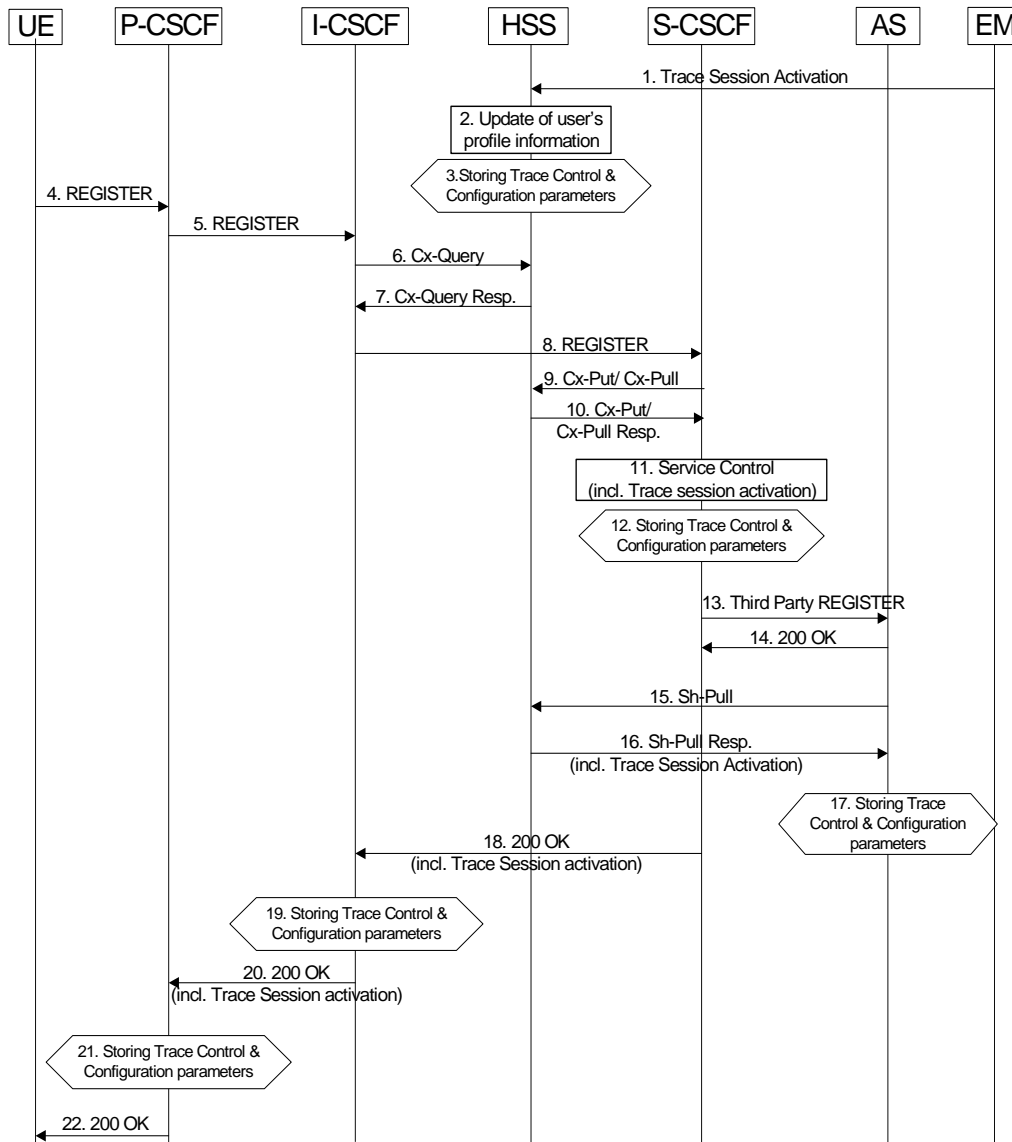 UE P-CSCF I-CSCF HSS S-CSCF AS EM
1. Trace Session Activation
2. Update of user's
profile information
3.Storing Trace Control &
Configuration parameters
4. REGISTER
5. REGISTER
6. Cx-Query
7. Cx-Query Resp.
8. REGISTER
9. Cx-Put/ Cx-Pull
10. Cx-Put/
Cx-Pull Resp.
11. Service Control
(incl. Trace session activation)
12. Storing Trace Control &
Configuration parameters
13. Third Party REGISTER
14. 200 OK
15. Sh-Pull
16. Sh-Pull Resp.
(incl. Trace Session Activation)
17. Storing Trace
Control & Configuration
parameters
18. 200 OK
(incl. Trace Session activation)
19. Storing Trace Control &
Configuration parameters
20. 200 OK
(incl. Trace Session activation)
21. Storing Trace Control &
Configuration parameters
22. 200 OK